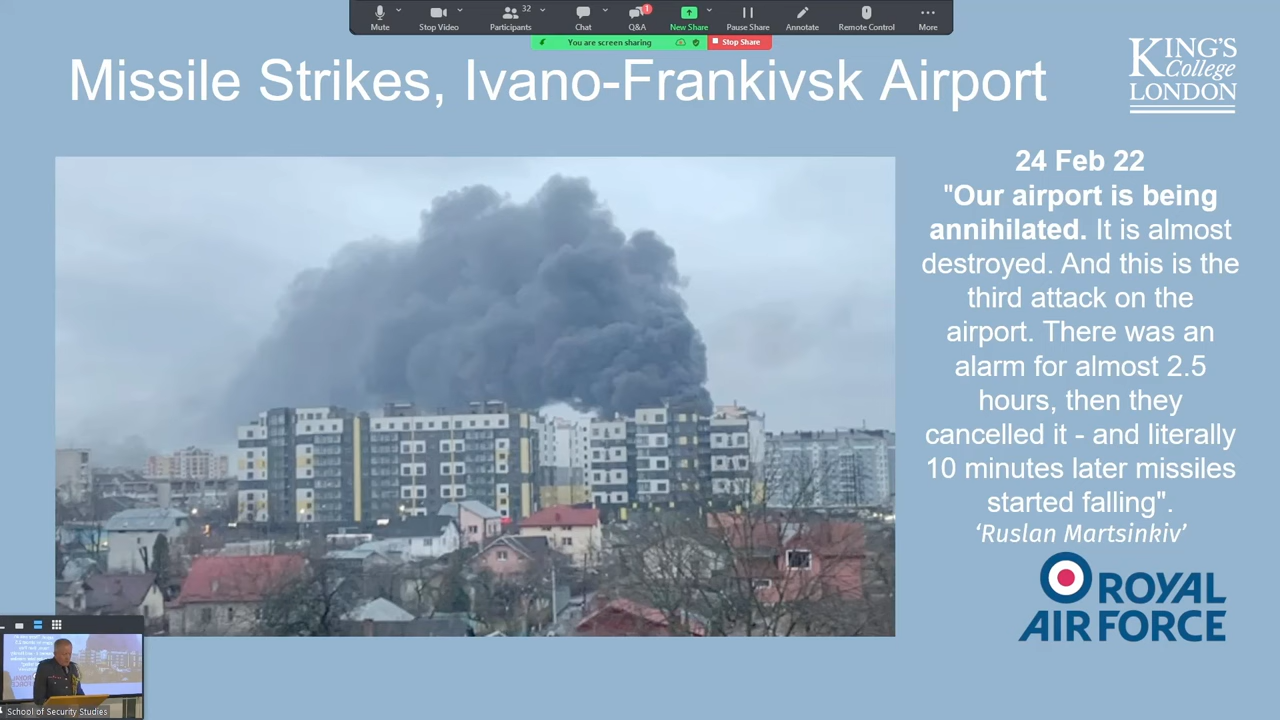 32
1
Mute
Stop Video
Participants
Chat
Q&A
New Share
Pause Share
Annotate
Remote Control
More
You are screen sharing
Stop Share
Missile Strikes, Ivano-Frankivsk Airport
KING'S
College
LONDON
24 Feb 22
"Our airport is being
annihilated. It is almost
destroyed. And this is the
third attack on the
airport. There was an
alarm for almost 2.5
hours, then they
cancelled it - and literally
10 minutes later missiles
started falling".
‘Ruslan Martsinkiv’
ROYAL
AIR FORCE
School of Security Studies